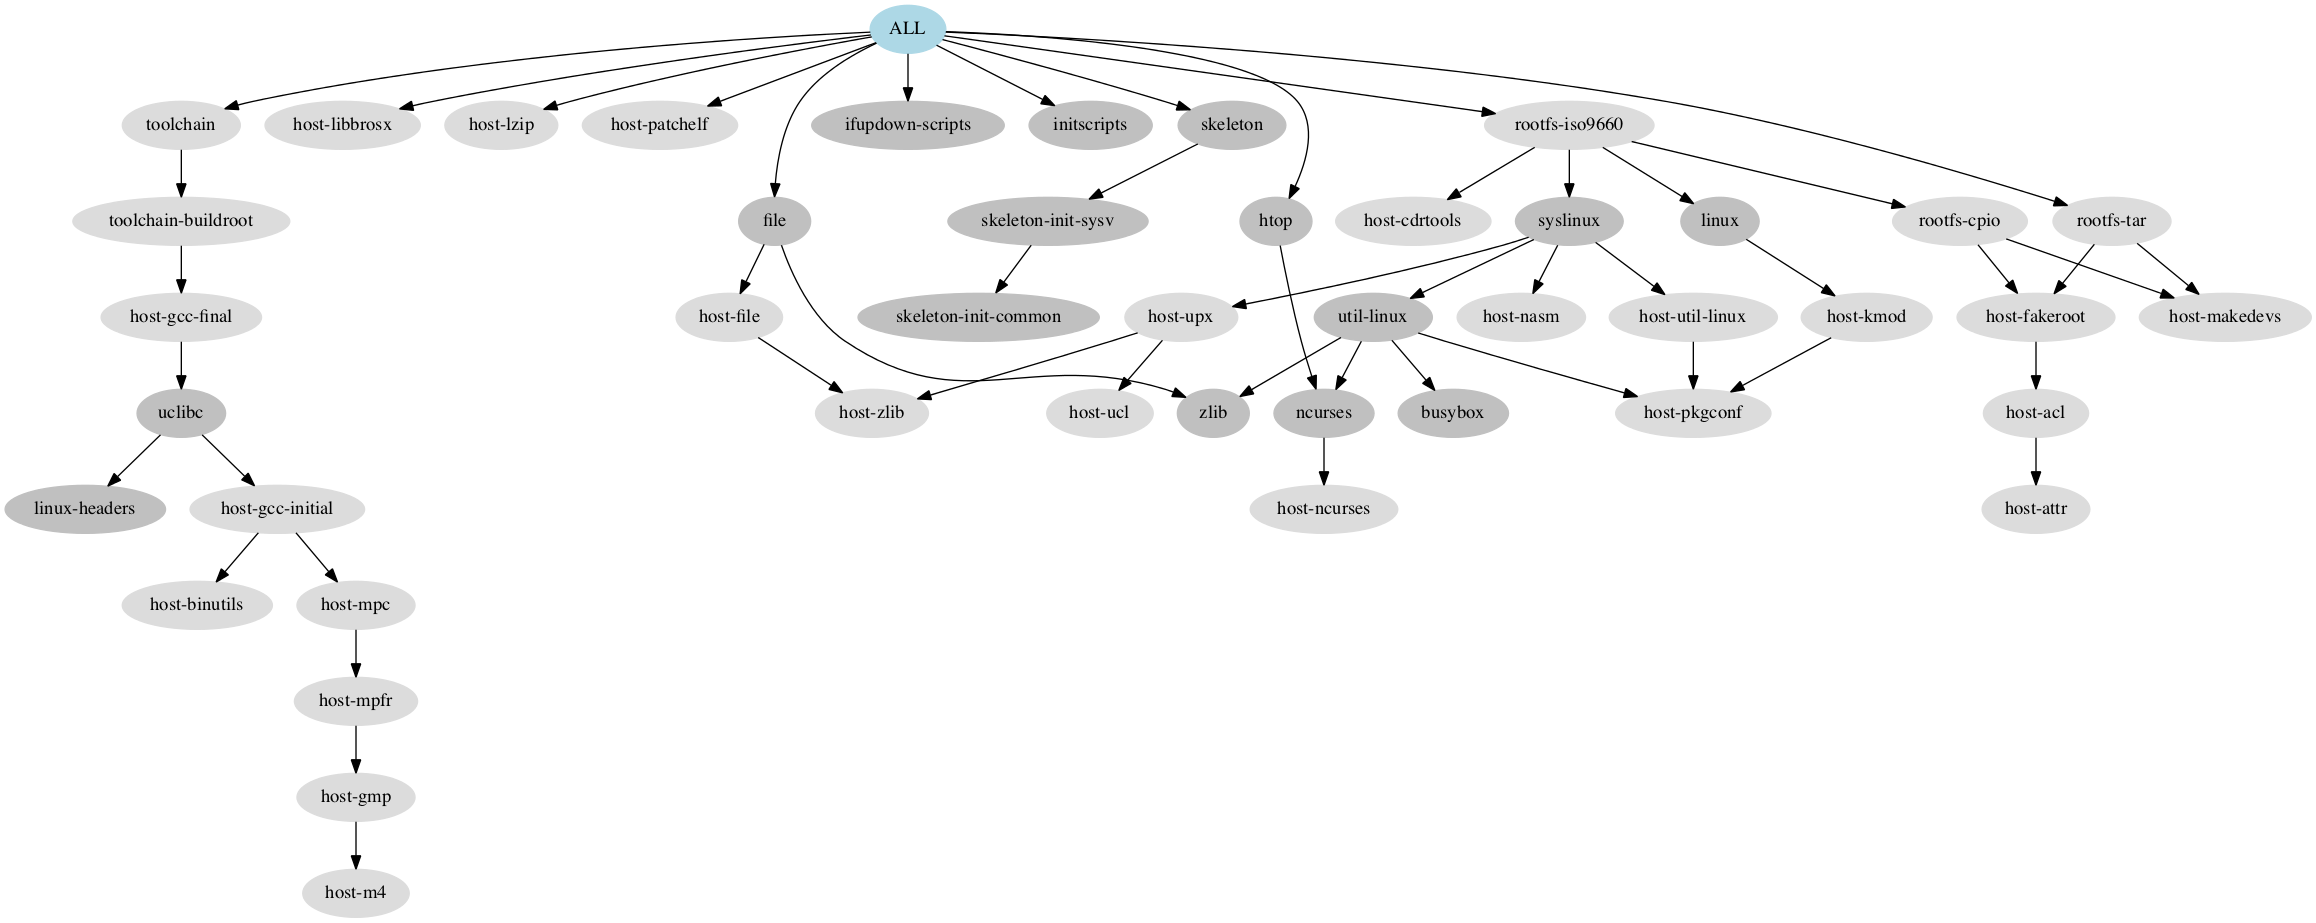 ALL
toolchain
host-libbrosx
host-lzip
host-patchelf
ifupdown-scripts
initscripts
skeleton
rootfs-iso9660
toolchain-buildroot
file
skeleton-init-sysv
htop
host-cdrtools
syslinux
linux
rootfs-cpio
rootfs-tar
host-gcc-final
host-file
skeleton-init-common
host-upx
util-linux
host-nasm
host-util-linux
host-kmod
host-fakeroot
host-makedevs
uclibc
host-zlib
host-ucl
zlib
ncurses
busybox
host-pkgconf
host-acl
linux-headers
host-gcc-initial
host-ncurses
host-attr
host-binutils
host-mpc
host-mpfr
host-gmp
host-m4